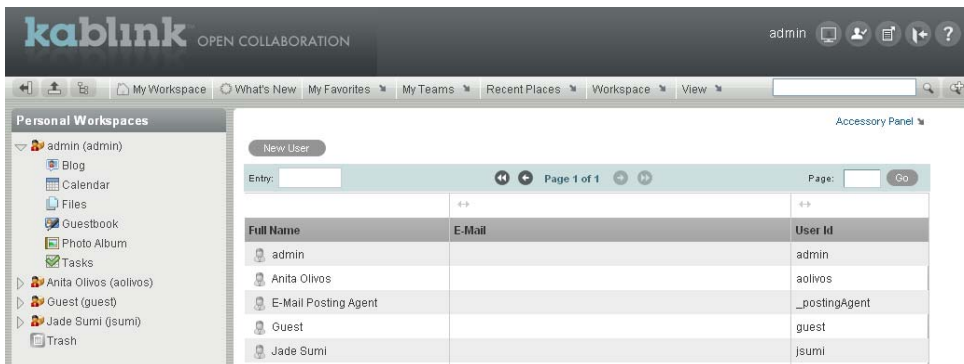 kablink OPEN COLLABORATION
admin ?
My Workspace What's New My Favorites My Teams Recent Places Workspace View
Personal Workspaces
admin (admin)
Blog
Calendar
Files
Guestbook
Photo Album
Tasks
Anita Olivos (aolivos)
Guest (guest)
Jade Sumi (jsumi)
Trash
Accessory Panel
New User
Entry: Page 1 of 1 Page: Go
Full Name E-Mail User Id
admin admin
Anita Olivos aolivos
E-Mail Posting Agent _postingAgent
Guest guest
Jade Sumi jsumi